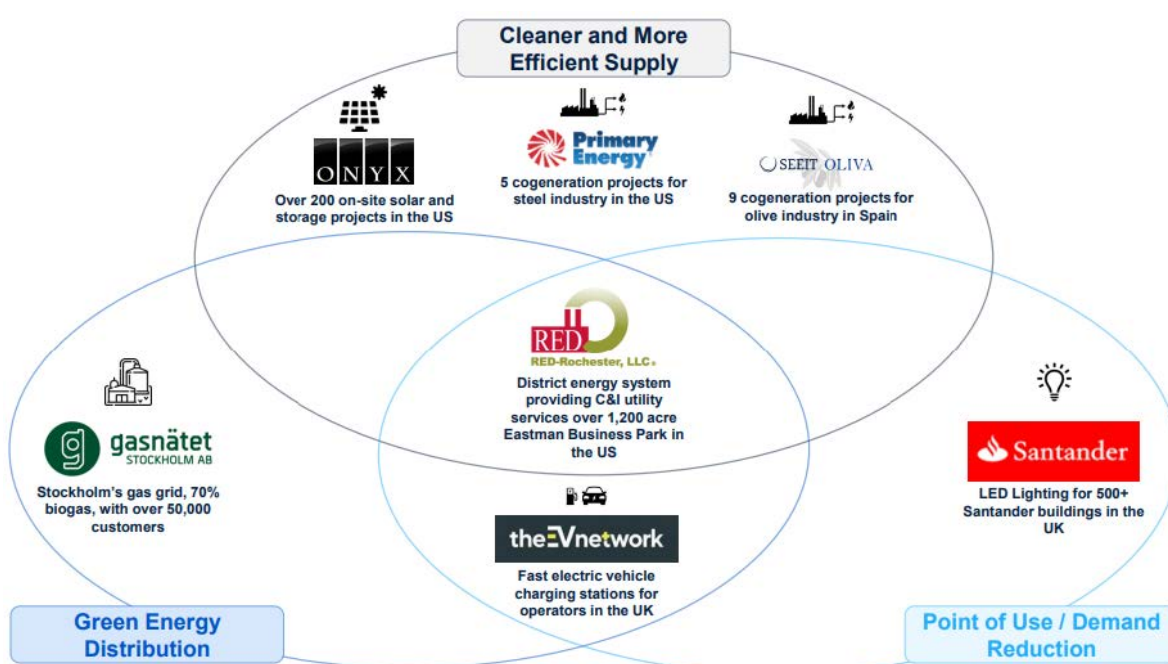 Cleaner and More
Efficient Supply
ONYX
Over 200 on-site solar and
storage projects in the US
Primary
Energy
5 cogeneration projects for
steel industry in the US
SEEIT OLIVA
9 cogeneration projects for
olive industry in Spain
RED
RED-Rochester, LLC.
District energy system
providing C&I utility
services over 1,200 acre
Eastman Business Park in
the US
g
gasnätet
STOCKHOLM AB
Stockholm's gas grid, 70%
biogas, with over 50,000
customers
Santander
LED Lighting for 500+
Santander buildings in the
UK
theEVnetwork
Fast electric vehicle
charging stations for
operators in the UK
Green Energy
Distribution
Point of Use / Demand
Reduction